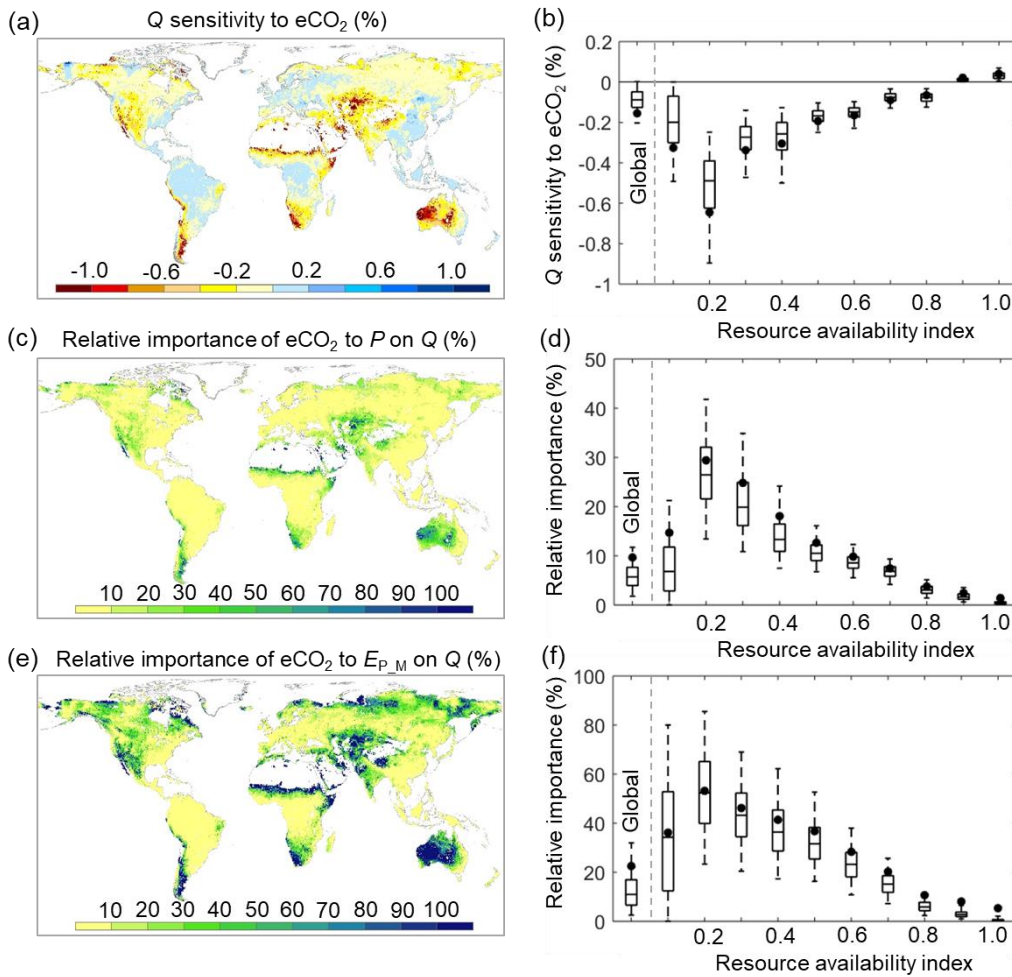 (a) Q sensitivity to eCO₂ (%)
-1.0 -0.6 -0.2 0.2 0.6 1.0
(b)
Q sensitivity to eCO₂ (%)
0.2
0
-0.2
-0.4
-0.6
-0.8
-1
Global
0.2 0.4 0.6 0.8 1.0
Resource availability index
(c) Relative importance of eCO₂ to P on Q (%)
10 20 30 40 50 60 70 80 90 100
(d)
Relative importance (%)
50
40
30
20
10
0
Global
0.2 0.4 0.6 0.8 1.0
Resource availability index
(e) Relative importance of eCO₂ to E_P_M on Q (%)
10 20 30 40 50 60 70 80 90 100
(f)
Relative importance (%)
100
80
60
40
20
0
Global
0.2 0.4 0.6 0.8 1.0
Resource availability index